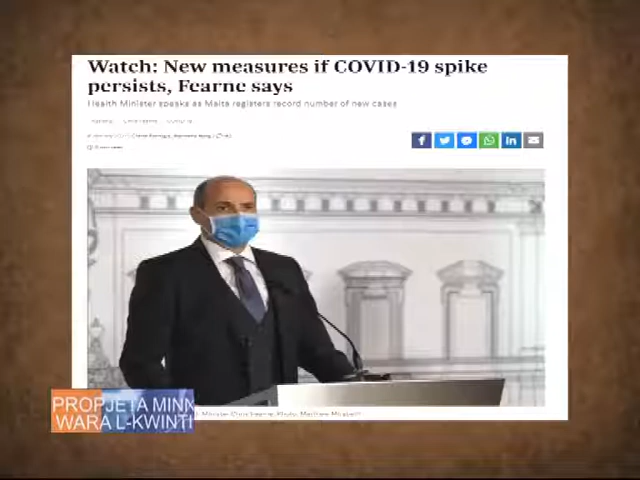 Watch: New measures if COVID-19 spike
persists, Fearne says
Health Minister speaks as Malta registers record number of new cases
PROPJETA MINN
WARA L-KWINTI